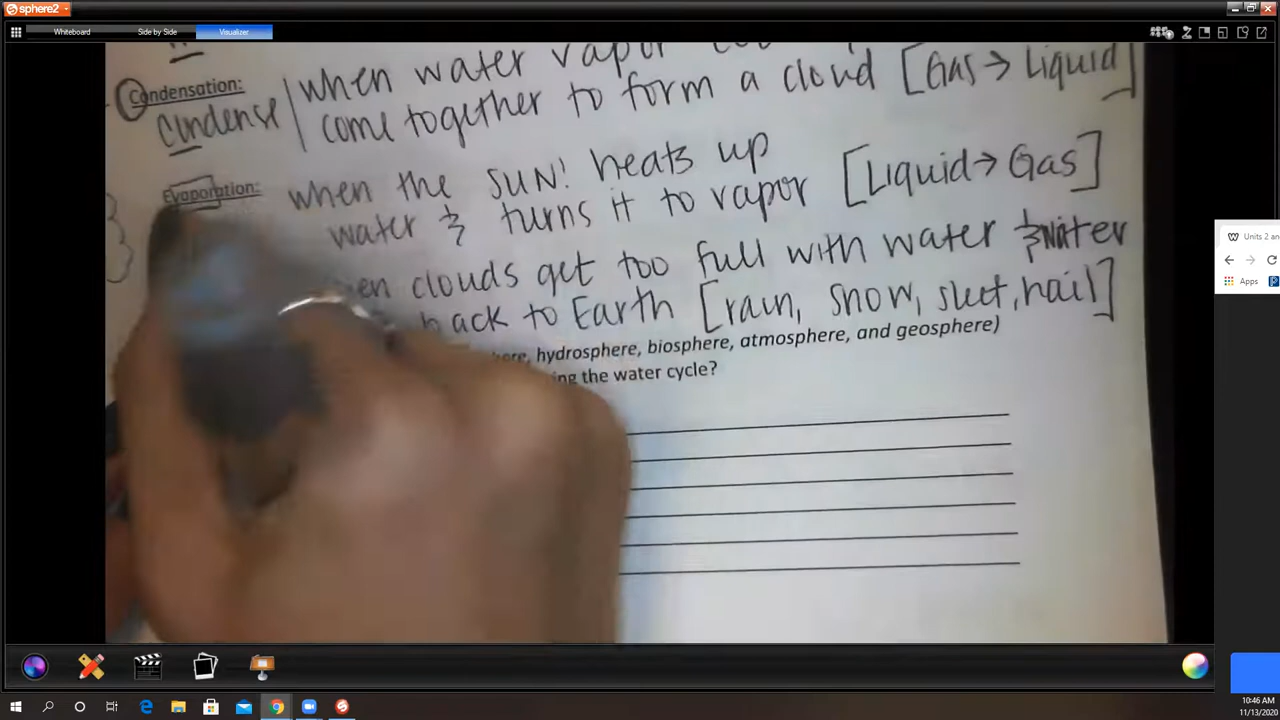 sphere2
Whiteboard
Side by Side
Visualizer
when water vapor
Condensation:
condense
come together to form a cloud [Gas → Liquid]
Evaporation:
when the SUN! heats up
water & turns it to vapor [Liquid → Gas]
clouds get too full with water & water
back to Earth [rain, snow, sleet, hail]
hydrosphere, biosphere, atmosphere, and geosphere)
the water cycle?
Units 2 and
Apps
10:46 AM
11/13/2020